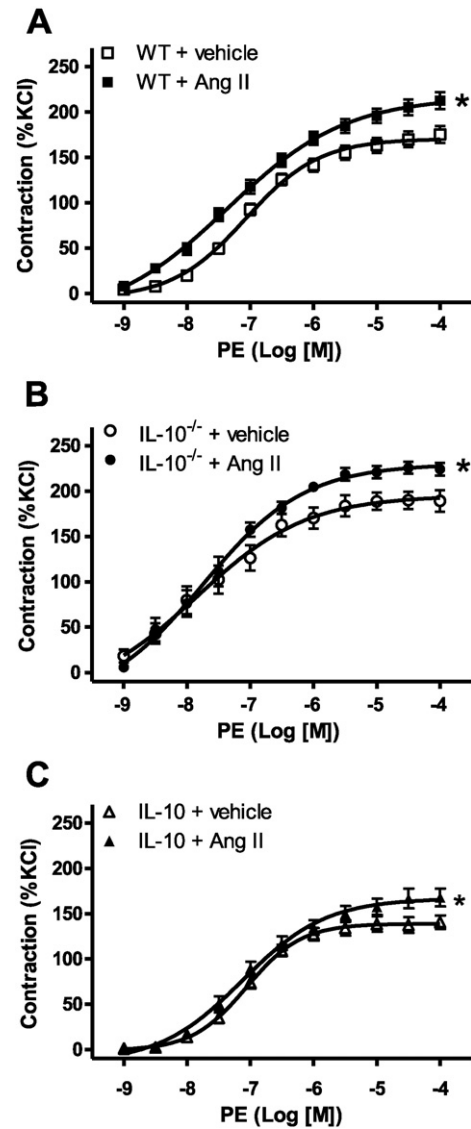 A
WT + vehicle
WT + Ang II
250
200
150
100
50
0
Contraction (%KCl)
*
-9 -8 -7 -6 -5 -4
PE (Log [M])
B
IL-10-/- + vehicle
IL-10-/- + Ang II
250
200
150
100
50
0
Contraction (%KCl)
*
-9 -8 -7 -6 -5 -4
PE (Log [M])
C
IL-10 + vehicle
IL-10 + Ang II
250
200
150
100
50
0
Contraction (%KCl)
*
-9 -8 -7 -6 -5 -4
PE (Log [M])